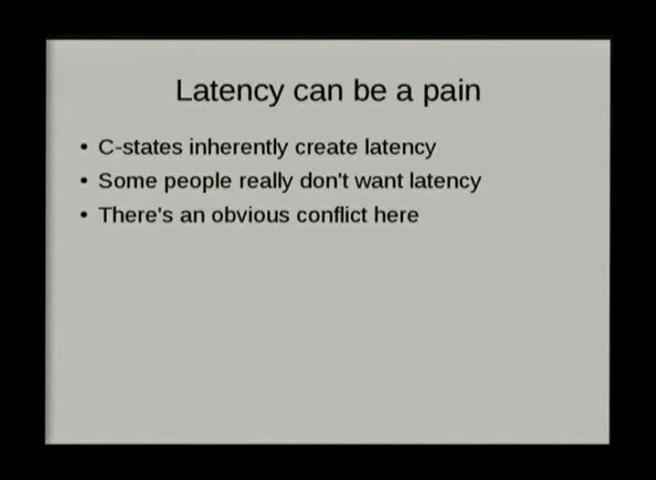 Latency can be a pain
• C-states inherently create latency
• Some people really don't want latency
• There's an obvious conflict here